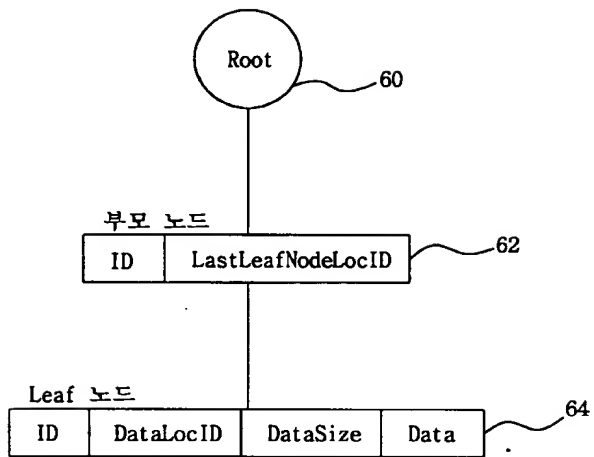 Root
60
부모 노드
ID LastLeafNodeLocID
62
Leaf 노드
ID DataLocID DataSize Data
64